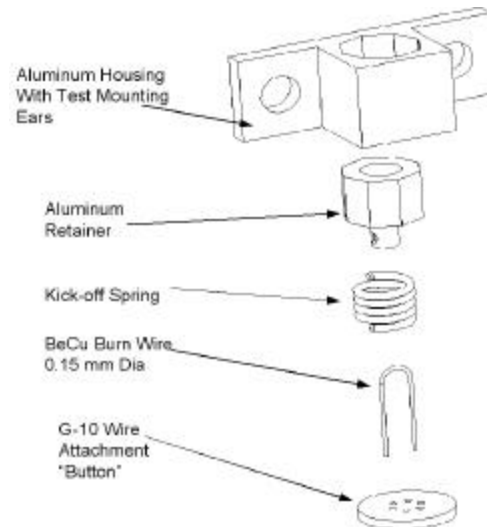 Aluminum Housing
With Test Mounting
Ears
Aluminum
Retainer
Kick-off Spring
BeCu Burn Wire
0.15 mm Dia
G-10 Wire
Attachment
"Button"